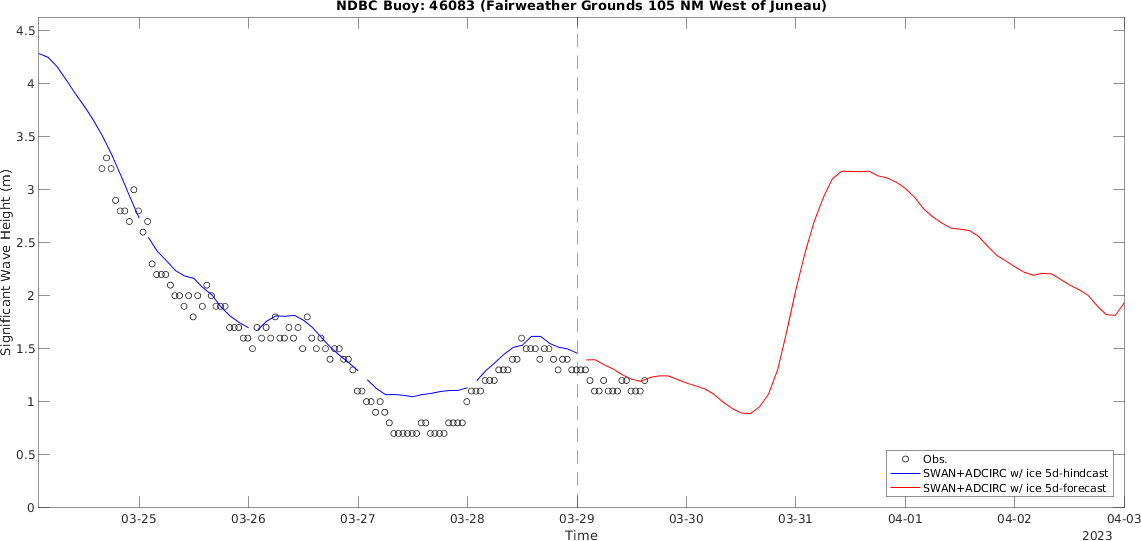 NDBC Buoy: 46083 (Fairweather Grounds 105 NM West of Juneau)
Significant Wave Height (m)
4.5
4
3.5
3
2.5
2
1.5
1
0.5
0
Obs.
SWAN+ADCIRC w/ ice 5d-hindcast
SWAN+ADCIRC w/ ice 5d-forecast
03-25 03-26 03-27 03-28 03-29 03-30 03-31 04-01 04-02 04-03
Time
2023